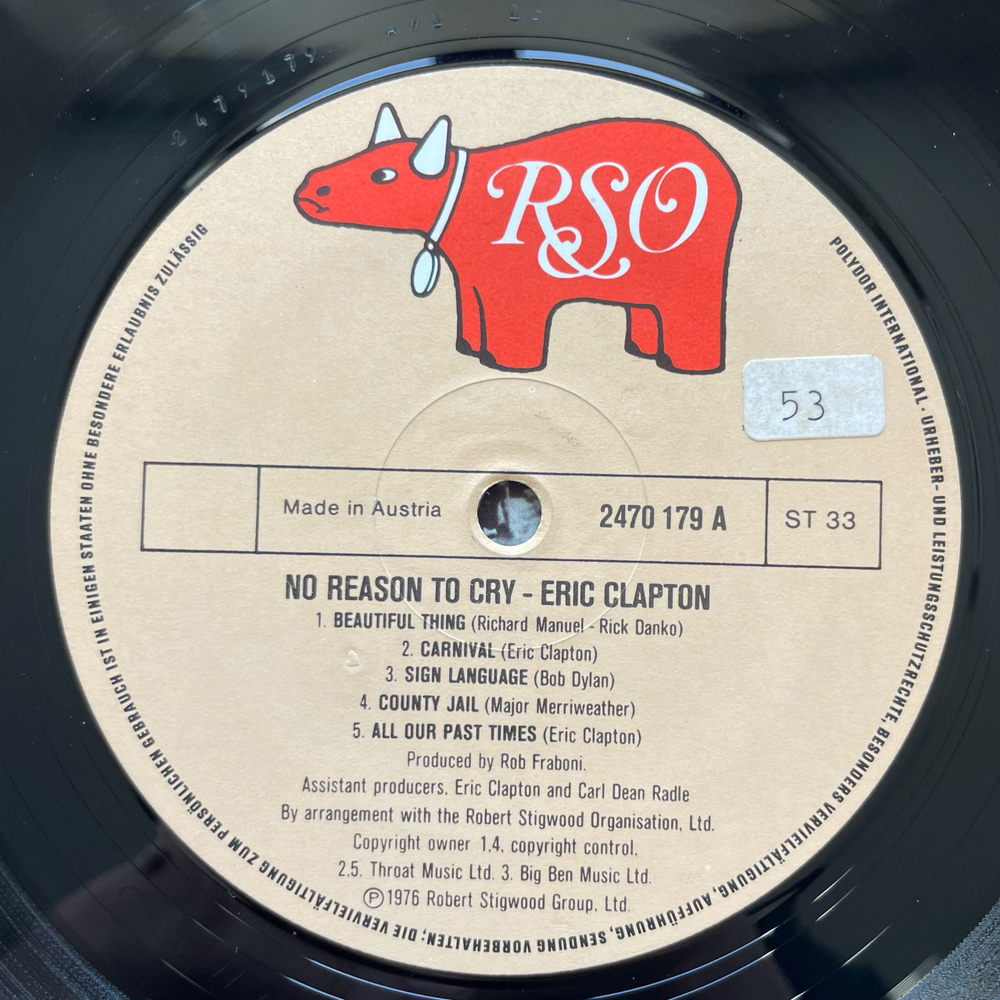 2479179
RSO
POLYDOR INTERNATIONAL · URHEBER- UND LEISTUNGSSCHUTZRECHTE, BESONDERS VERVIELFÄLTIGUNG, AUFFÜHRUNG, SENDUNG VORBEHALTEN; DIE VERVIELFÄLTIGUNG ZUM PERSÖNLICHEN GEBRAUCH IST IN EINIGEN STAATEN OHNE BESONDERE ERLAUBNIS ZULÄSSIG
53
Made in Austria 2470 179 A ST 33
NO REASON TO CRY - ERIC CLAPTON
1. BEAUTIFUL THING (Richard Manuel - Rick Danko)
2. CARNIVAL (Eric Clapton)
3. SIGN LANGUAGE (Bob Dylan)
4. COUNTY JAIL (Major Merriweather)
5. ALL OUR PAST TIMES (Eric Clapton)
Produced by Rob Fraboni.
Assistant producers. Eric Clapton and Carl Dean Radle
By arrangement with the Robert Stigwood Organisation, Ltd.
Copyright owner 1,4, copyright control,
2.5. Throat Music Ltd. 3. Big Ben Music Ltd.
Ⓟ1976 Robert Stigwood Group, Ltd.